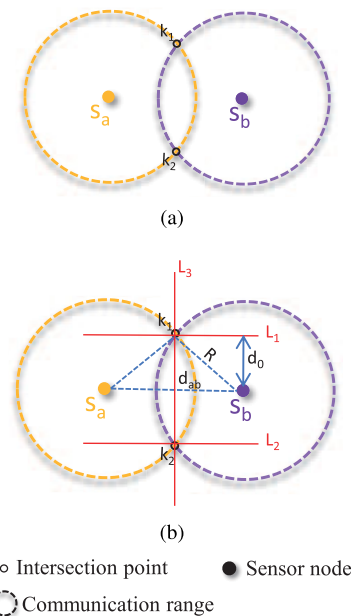 k1
sa
sb
k2
(a)
L3
k1
L1
R
d0
dab
sa
sb
k2
L2
(b)
Intersection point
Sensor node
Communication range